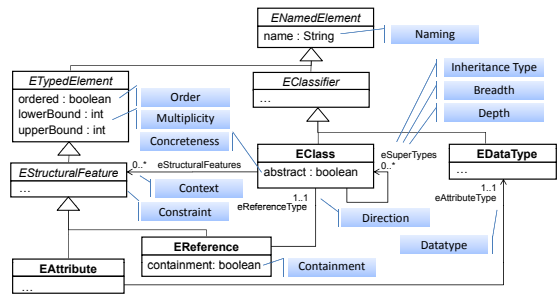 ENamedElement
name : String
Naming
ETypedElement
ordered : boolean
lowerBound : int
upperBound : int
EClassifier
...
Inheritance Type
Breadth
Depth
Order
Multiplicity
Concreteness
EClass
abstract : boolean
eSuperTypes
0..*
EDataType
...
0..*
eStructuralFeatures
EStructuralFeature
...
Context
Constraint
1..1
eReferenceType
Direction
1..1
eAttributeType
Datatype
EReference
containment: boolean
Containment
EAttribute
...